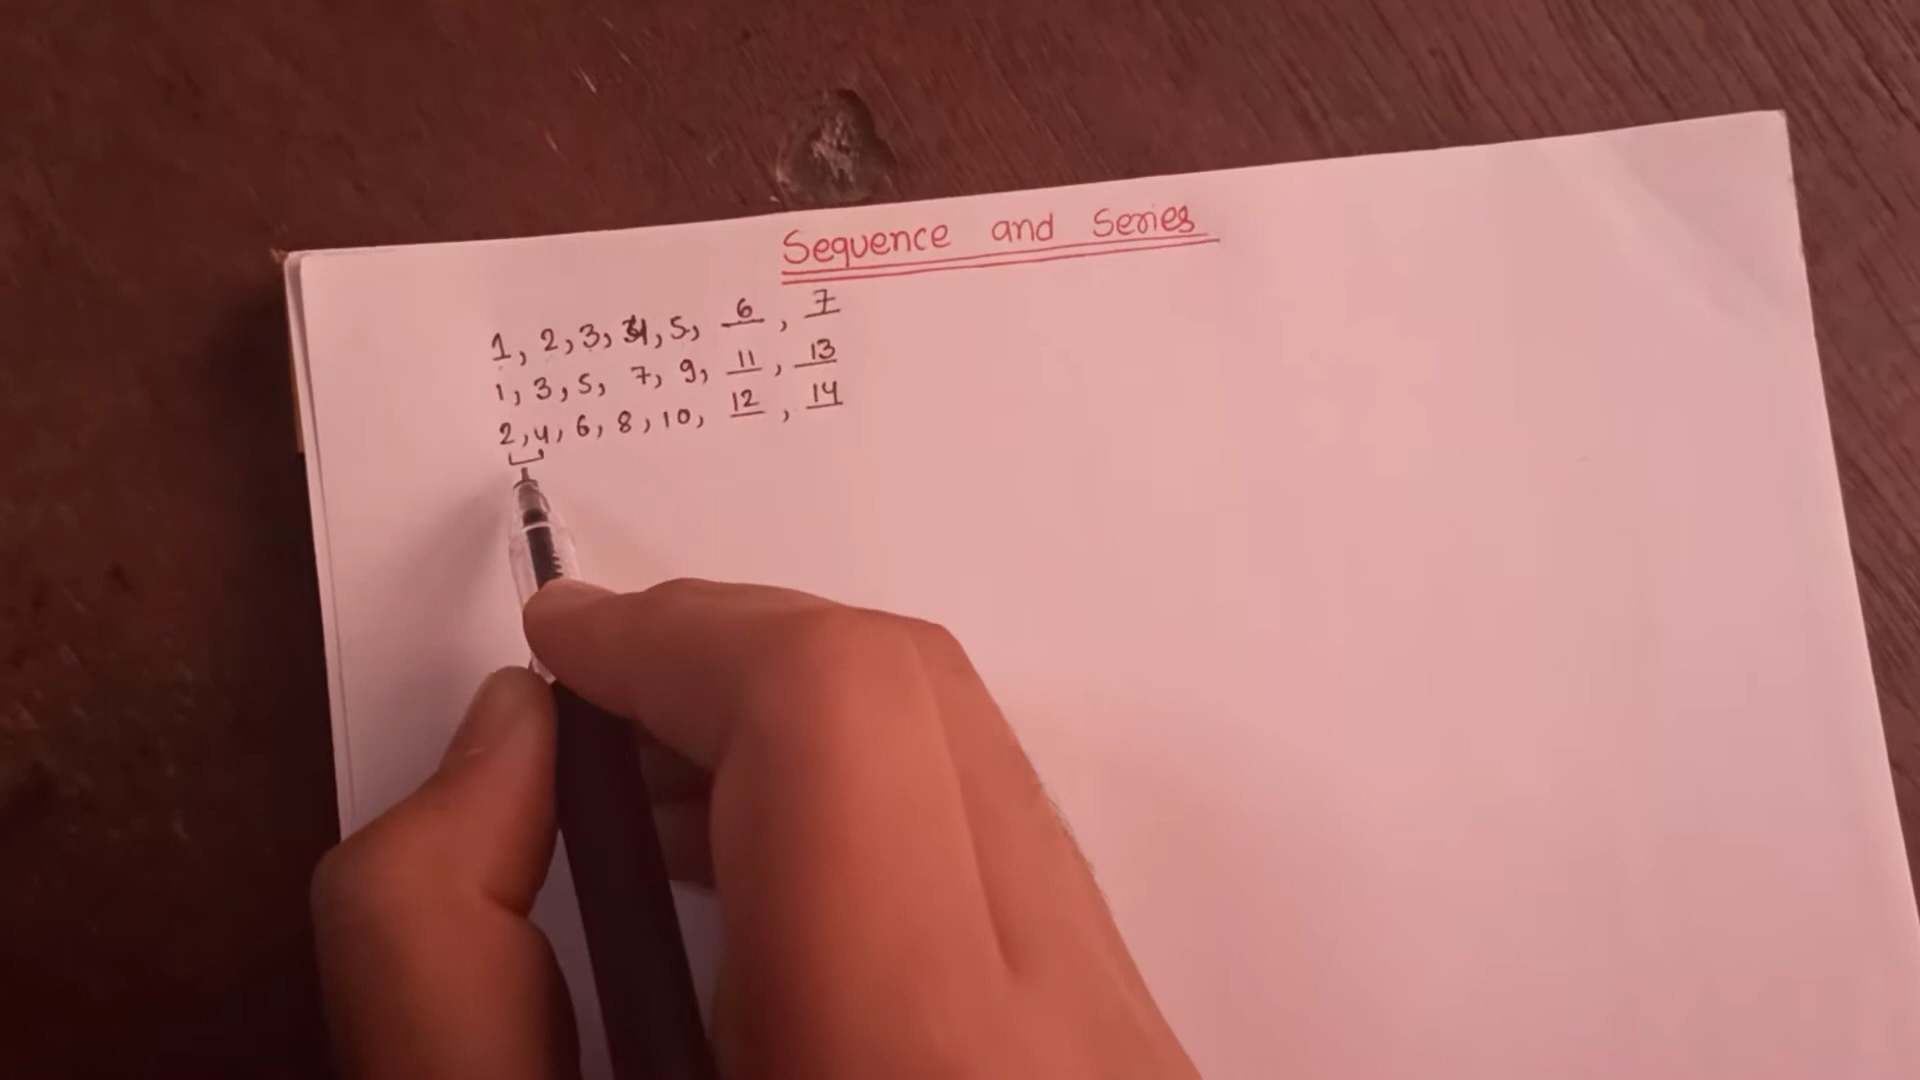 Sequence and Series
1, 2, 3, 4, 5, 6, 7
1, 3, 5, 7, 9, 11, 13
2, 4, 6, 8, 10, 12, 14